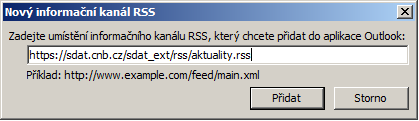 Nový informační kanál RSS
Zadejte umístění informačního kanálu RSS, který chcete přidat do aplikace Outlook:
https://sdat.cnb.cz/sdat_ext/rss/aktuality.rss
Příklad: http://www.example.com/feed/main.xml
Přidat
Storno